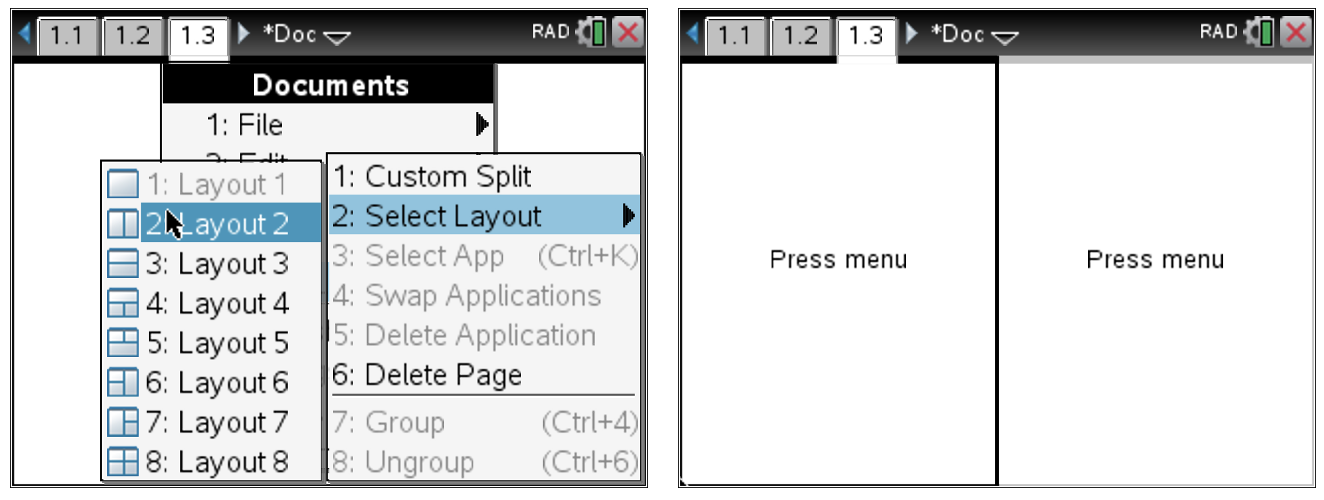 1.1 1.2 1.3 *Doc RAD
Documents
1: File
2: Edit
1: Layout 1
2: Layout 2
3: Layout 3
4: Layout 4
5: Layout 5
6: Layout 6
7: Layout 7
8: Layout 8
1: Custom Split
2: Select Layout
3: Select App (Ctrl+K)
4: Swap Applications
5: Delete Application
6: Delete Page
7: Group (Ctrl+4)
8: Ungroup (Ctrl+6)
1.1 1.2 1.3 *Doc RAD
Press menu
Press menu